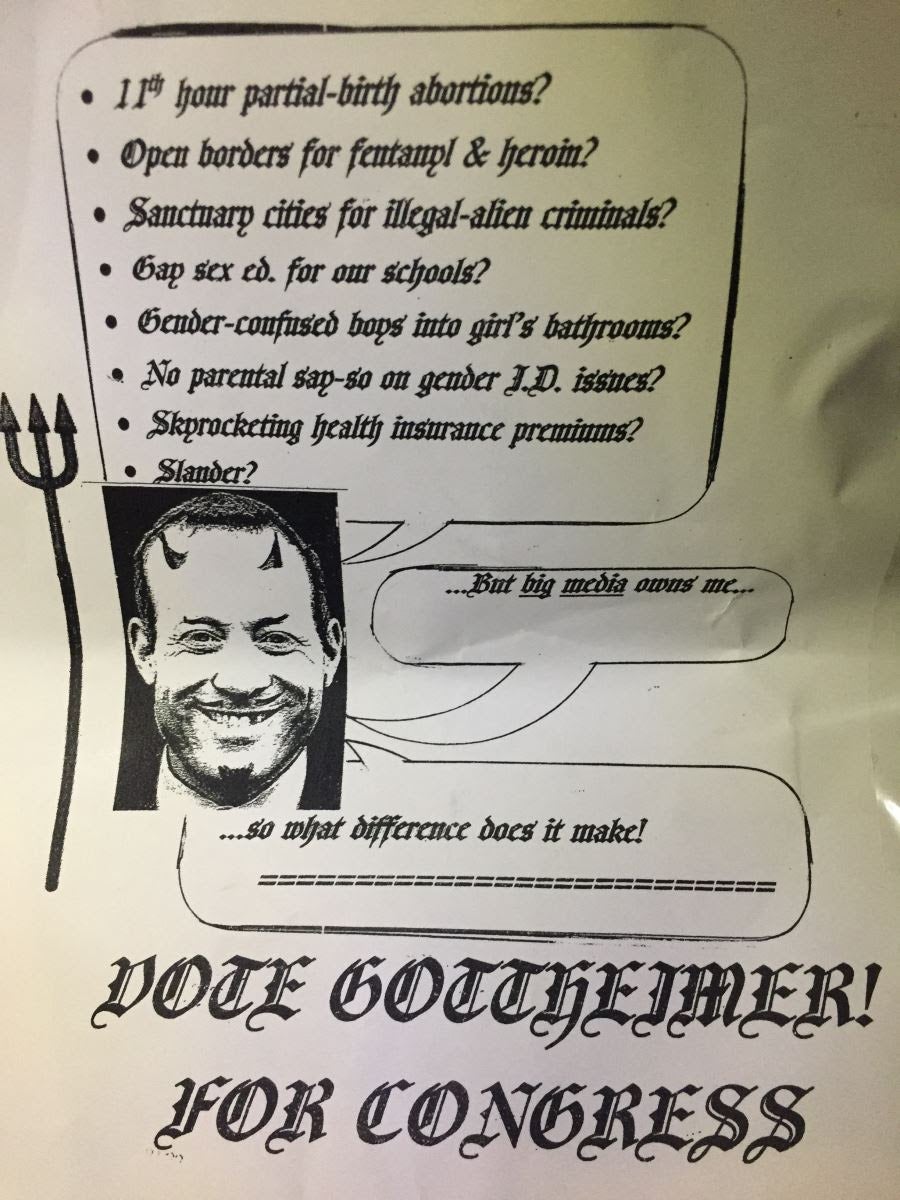 • 11th hour partial-birth abortions?
• Open borders for fentanyl & heroin?
• Sanctuary cities for illegal-alien criminals?
• Gay sex ed. for our schools?
• Gender-confused boys into girl's bathrooms?
• No parental say-so on gender I.D. issues?
• Skyrocketing health insurance premiums?
• Slander?
...But big media owns me...
...so what difference does it make!
==========================
VOTE GOTTHEIMER!
FOR CONGRESS